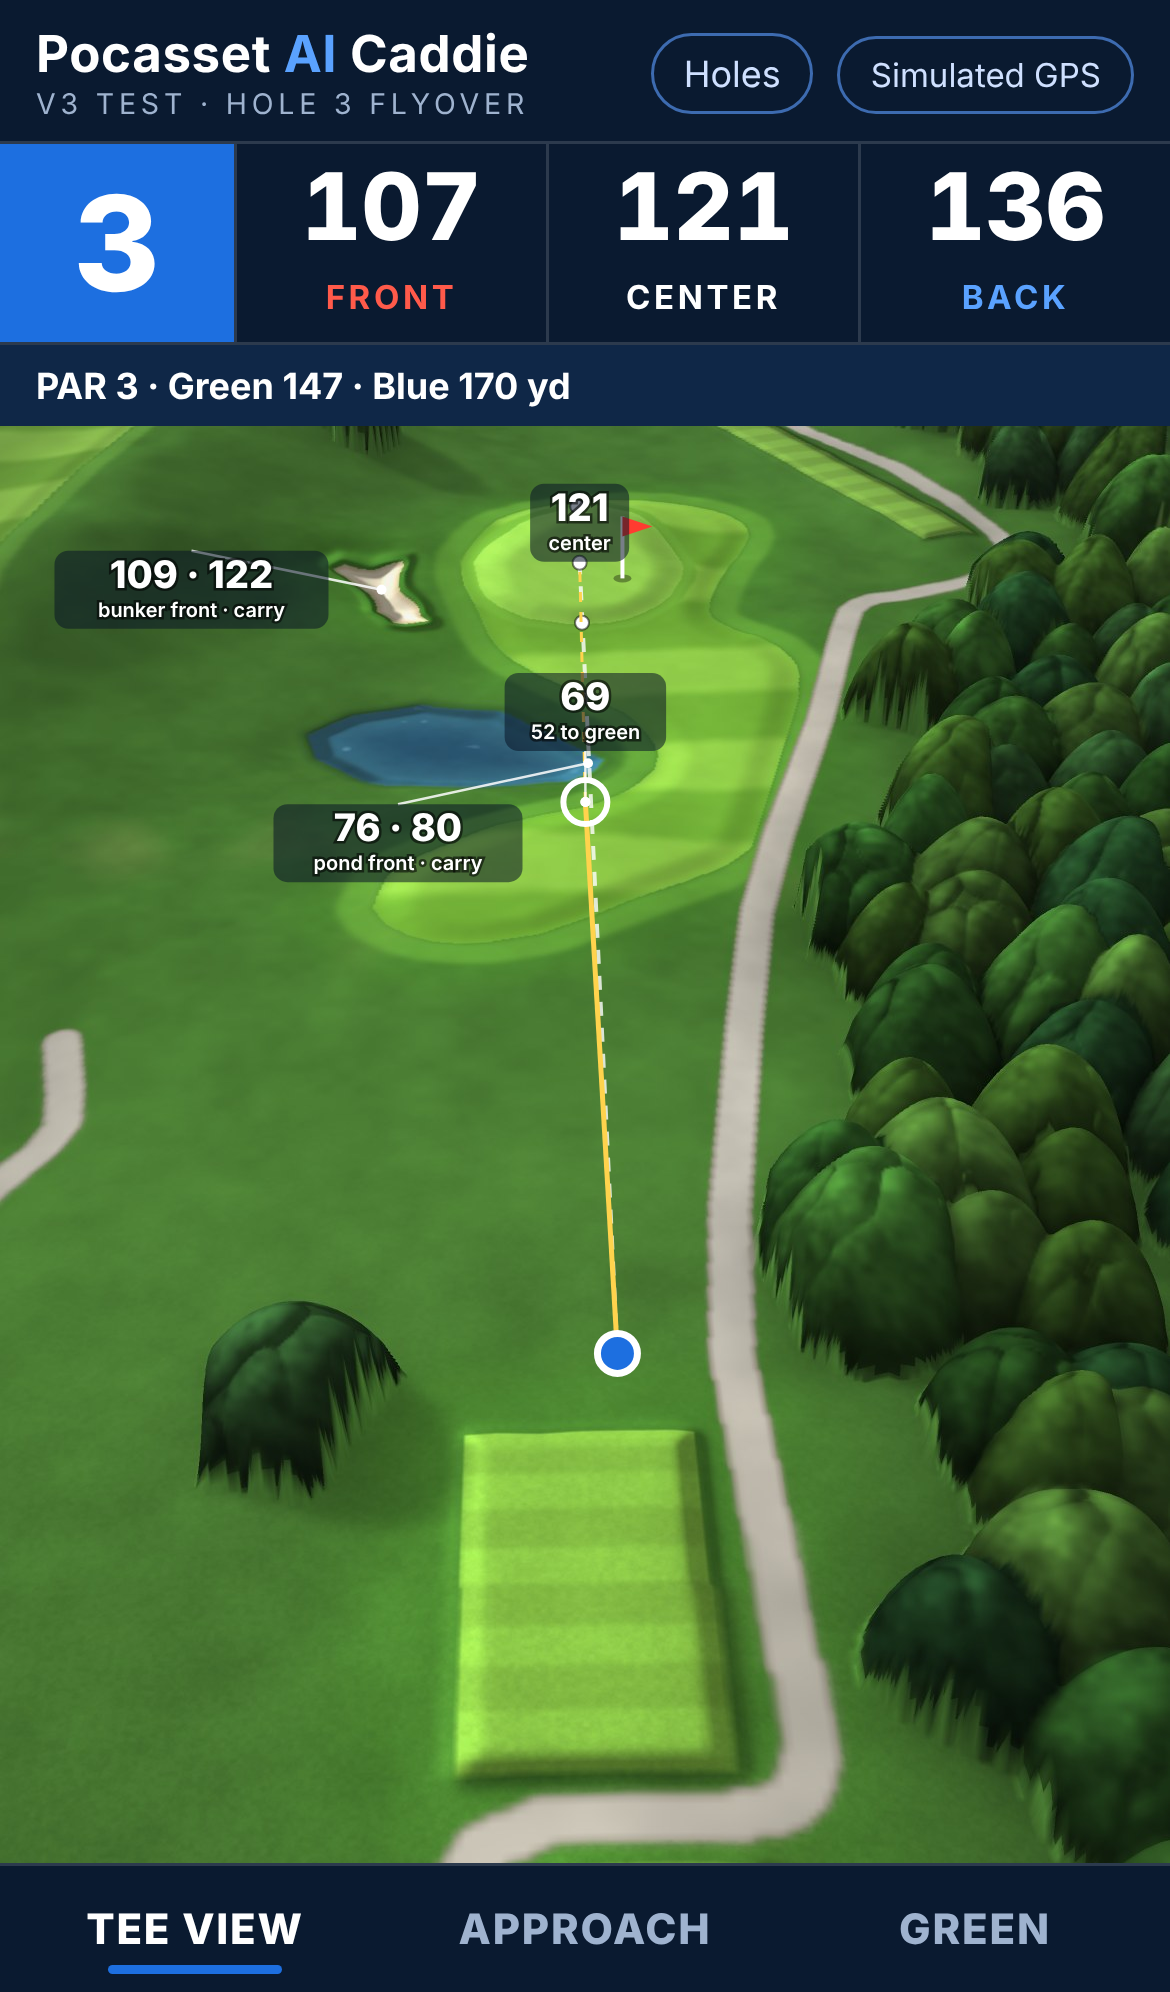 Pocasset AI Caddie
V3 TEST · HOLE 3 FLYOVER
Holes
Simulated GPS
3
107
FRONT
121
CENTER
136
BACK
PAR 3 · Green 147 · Blue 170 yd
121
center
109 · 122
bunker front · carry
69
52 to green
76 · 80
pond front · carry
TEE VIEW
APPROACH
GREEN